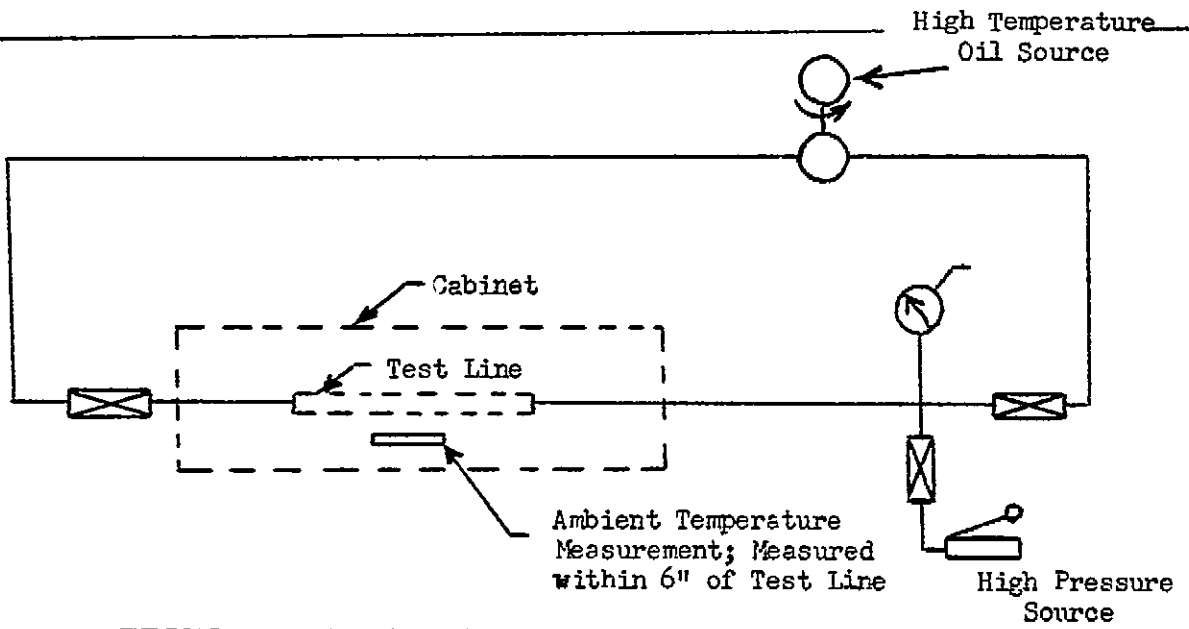 High Temperature
Oil Source
Cabinet
Test Line
Ambient Temperature
Measurement; Measured
within 6" of Test Line
High Pressure
Source